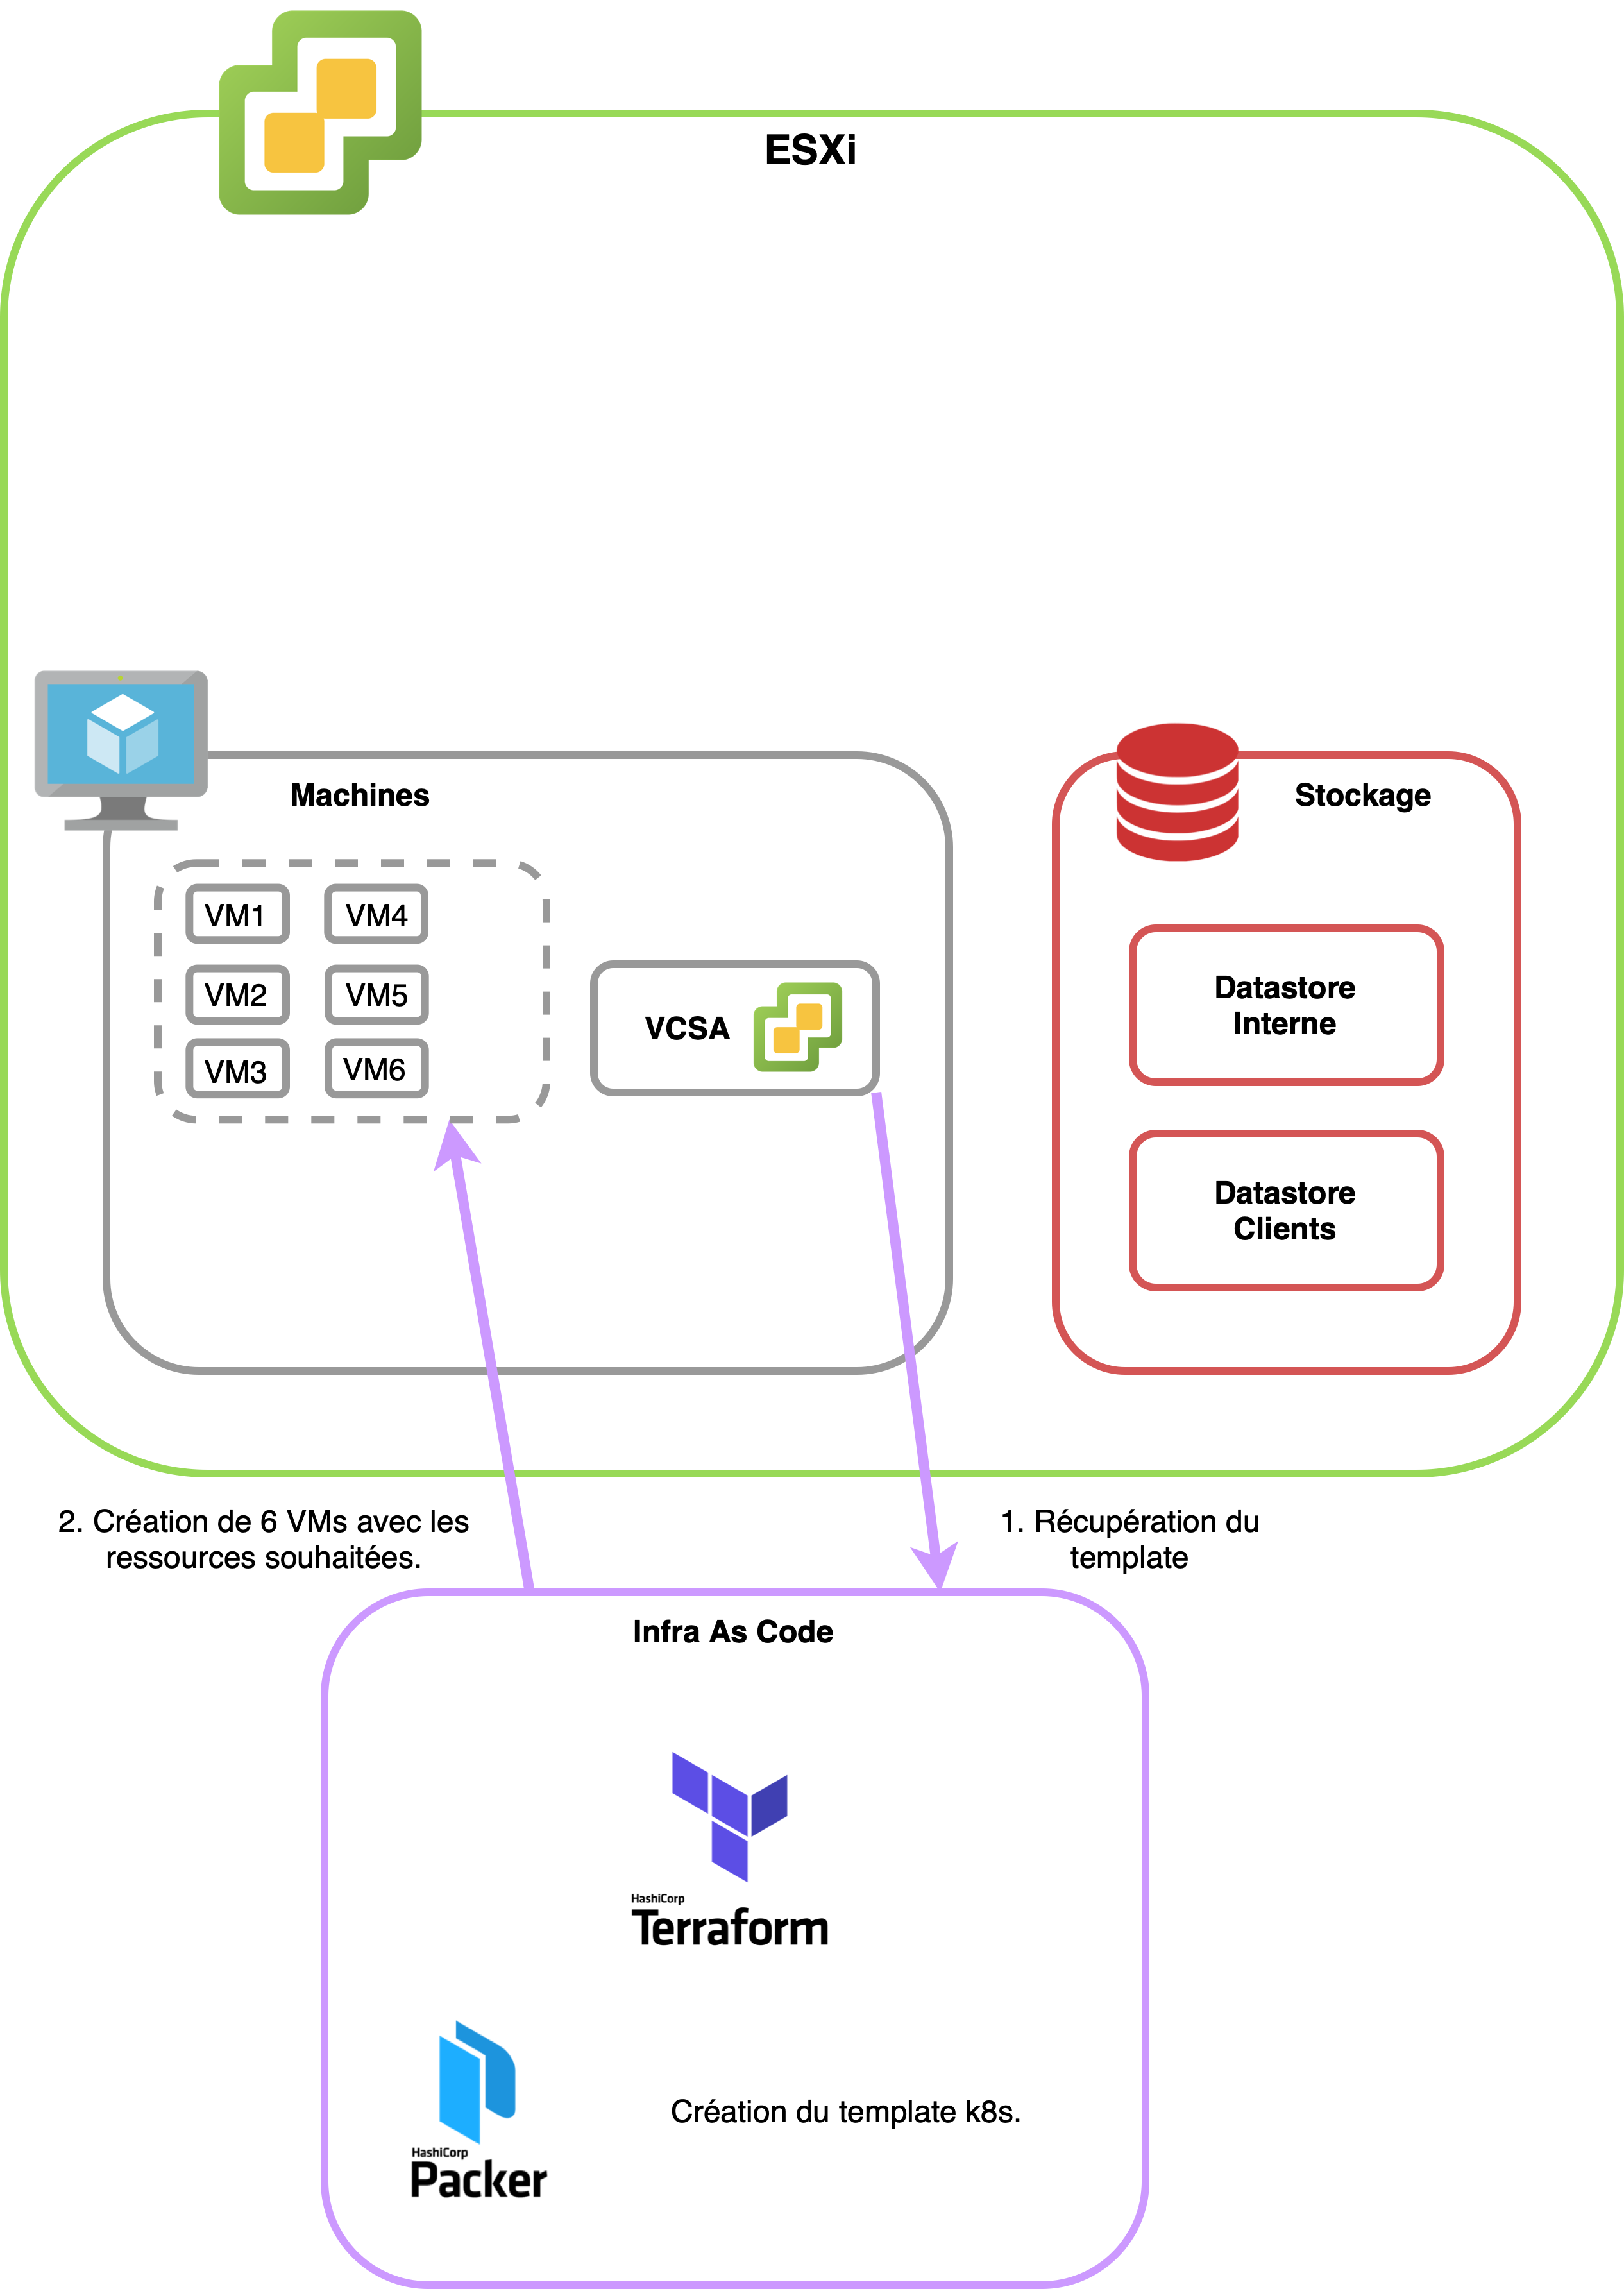 ESXi
Machines
Stockage
VM1
VM4
VM2
VM5
VM3
VM6
VCSA
Datastore
Interne
Datastore
Clients
2. Création de 6 VMs avec les
ressources souhaitées.
1. Récupération du
template
Infra As Code
HashiCorp
Terraform
Création du template k8s.
HashiCorp
Packer